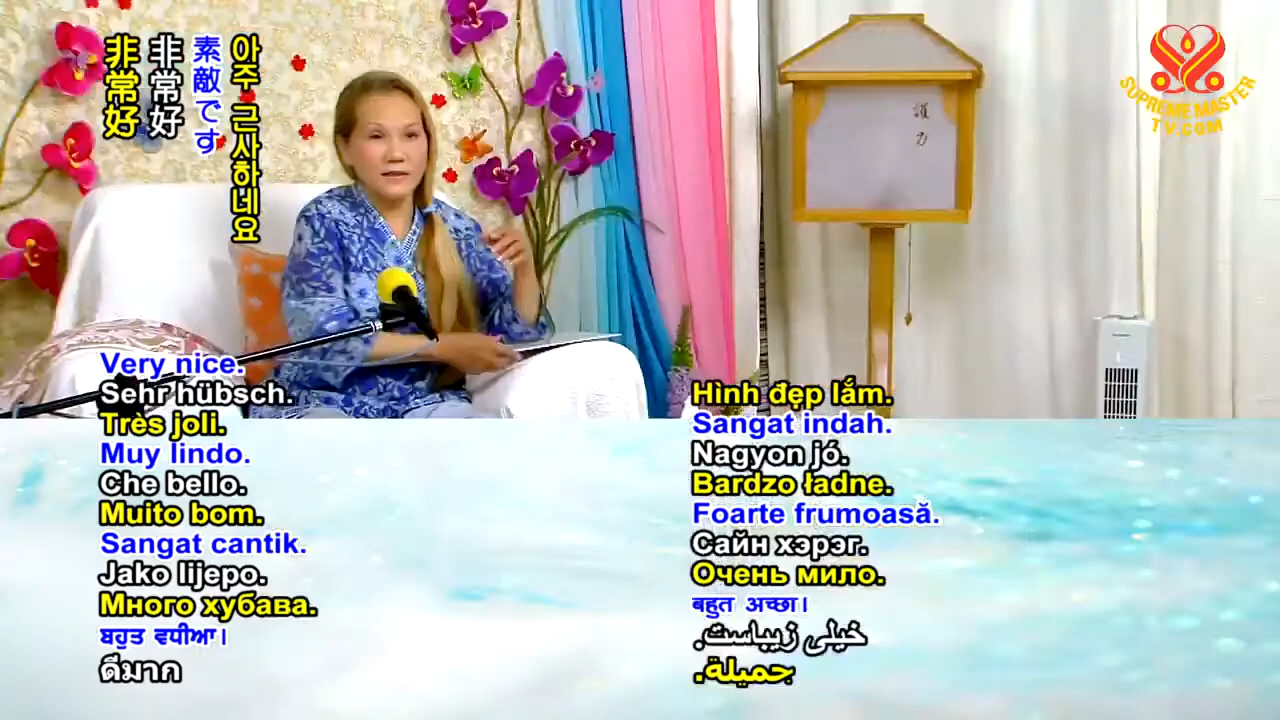 아주 근사하네요
素敵です
非常好
非常好
SUPREME MASTER
TV.COM
Very nice.
Sehr hübsch.
Très joli.
Muy lindo.
Che bello.
Muito bom.
Sangat cantik.
Jako lijepo.
Много хубава.
ਬਹੁਤ ਵਧੀਆ।
ดีมาก
Hình đẹp lắm.
Sangat indah.
Nagyon jó.
Bardzo ładne.
Foarte frumoasă.
Сайн хэрэг.
Очень мило.
बहुत अच्छा।
خیلی زیباست.
جميلة.